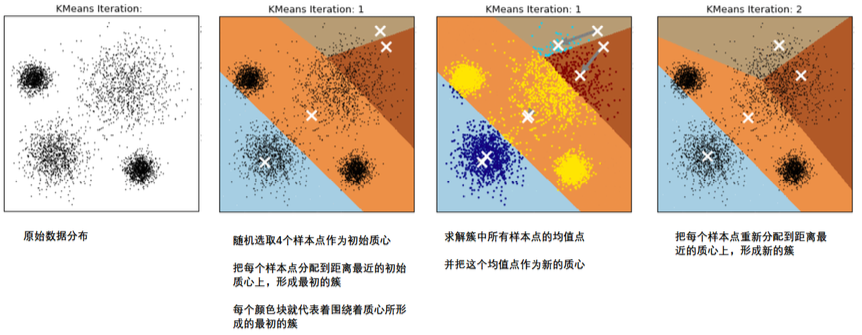 KMeans Iteration:
KMeans Iteration: 1
KMeans Iteration: 1
KMeans Iteration: 2
原始数据分布
随机选取4个样本点作为初始质心
把每个样本点分配到距离最近的初始
质心上，形成最初的簇
每个颜色块就代表着围绕着质心所形
成的最初的簇
求解簇中所有样本点的均值点
并把这个均值点作为新的质心
把每个样本点重新分配到距离最
近的质心上，形成新的簇